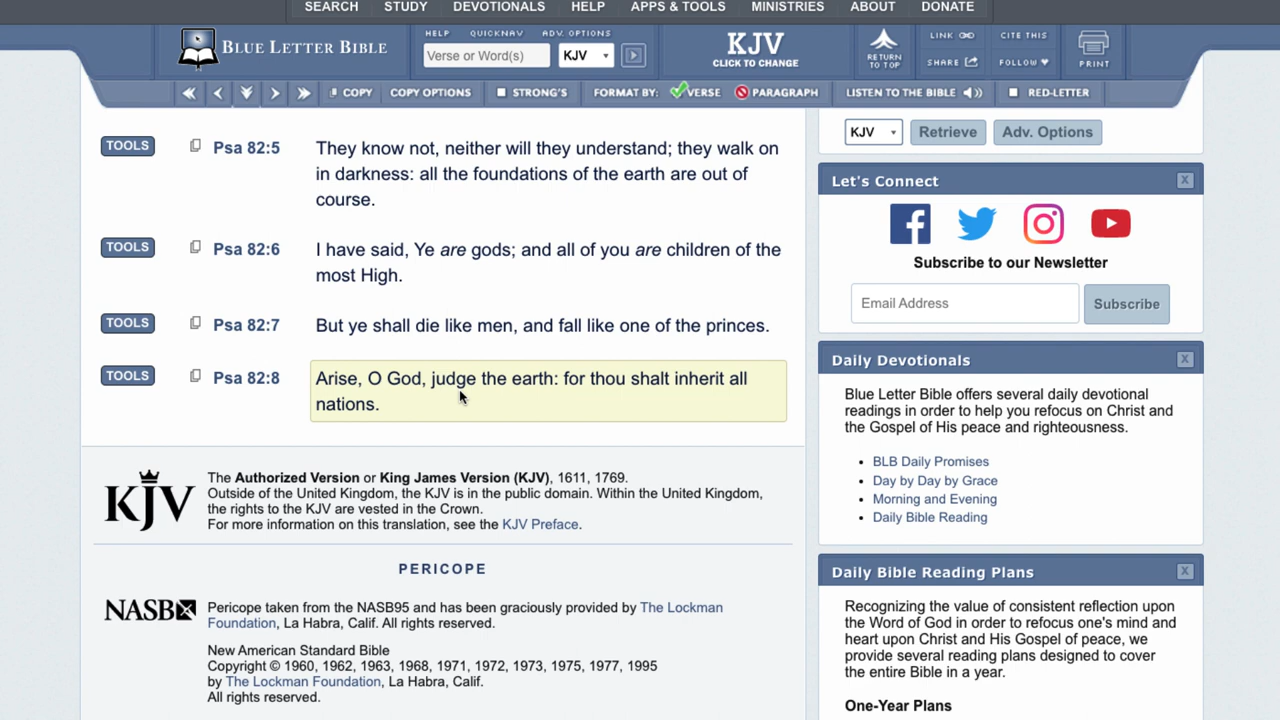 SEARCH STUDY DEVOTIONALS HELP APPS & TOOLS MINISTRIES ABOUT DONATE
BLUE LETTER BIBLE
HELP QUICKNAV ADV. OPTIONS
Verse or Word(s) KJV
KJV
CLICK TO CHANGE
RETURN
TO TOP
LINK CITE THIS
SHARE FOLLOW
PRINT
COPY COPY OPTIONS STRONG'S FORMAT BY: VERSE PARAGRAPH LISTEN TO THE BIBLE RED-LETTER
TOOLS Psa 82:5 They know not, neither will they understand; they walk on
in darkness: all the foundations of the earth are out of
course.
TOOLS Psa 82:6 I have said, Ye are gods; and all of you are children of the
most High.
TOOLS Psa 82:7 But ye shall die like men, and fall like one of the princes.
TOOLS Psa 82:8 Arise, O God, judge the earth: for thou shalt inherit all
nations.
KJV
The Authorized Version or King James Version (KJV), 1611, 1769.
Outside of the United Kingdom, the KJV is in the public domain. Within the United Kingdom,
the rights to the KJV are vested in the Crown.
For more information on this translation, see the KJV Preface.
PERICOPE
NASB
Pericope taken from the NASB95 and has been graciously provided by The Lockman
Foundation, La Habra, Calif. All rights reserved.
New American Standard Bible
Copyright © 1960, 1962, 1963, 1968, 1971, 1972, 1973, 1975, 1977, 1995
by The Lockman Foundation, La Habra, Calif.
All rights reserved.
KJV Retrieve Adv. Options
Let's Connect X
Subscribe to our Newsletter
Email Address Subscribe
Daily Devotionals X
Blue Letter Bible offers several daily devotional
readings in order to help you refocus on Christ and
the Gospel of His peace and righteousness.
• BLB Daily Promises
• Day by Day by Grace
• Morning and Evening
• Daily Bible Reading
Daily Bible Reading Plans X
Recognizing the value of consistent reflection upon
the Word of God in order to refocus one's mind and
heart upon Christ and His Gospel of peace, we
provide several reading plans designed to cover
the entire Bible in a year.
One-Year Plans